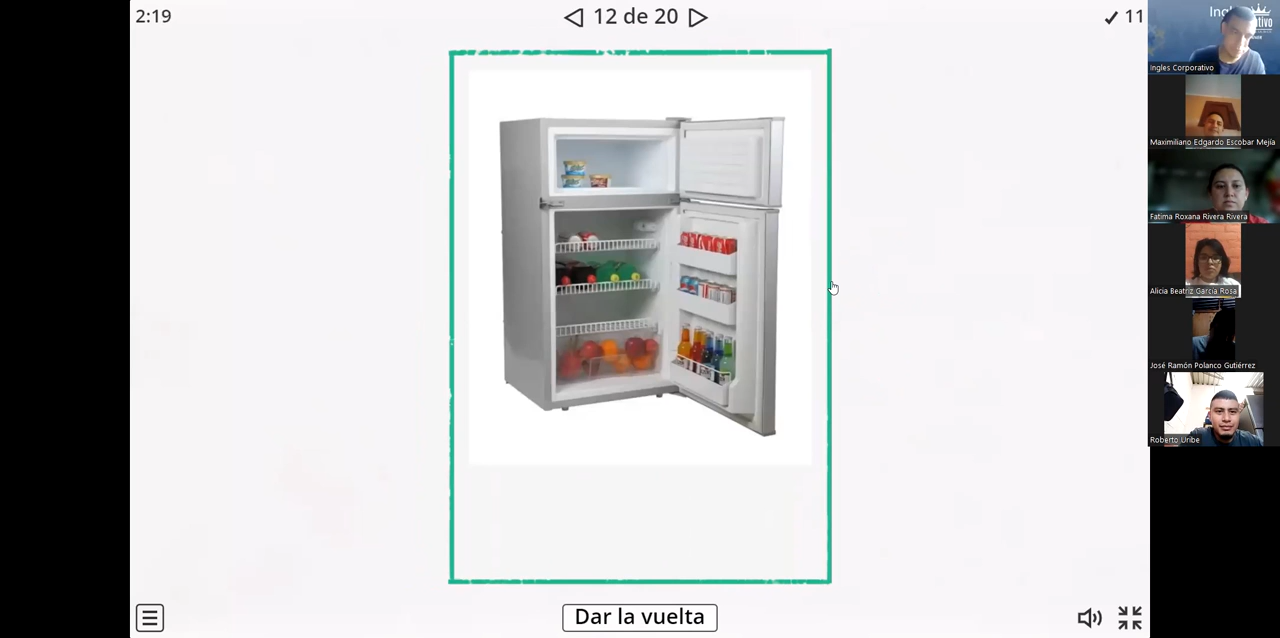 2:19
12 de 20
11
Dar la vuelta
Ingles Corporativo
Maximiliano Edgardo Escobar Mejía
Fatima Roxana Rivera Rivera
Alicia Beatriz Garcia Rosa
José Ramón Polanco Gutiérrez
Roberto Uribe